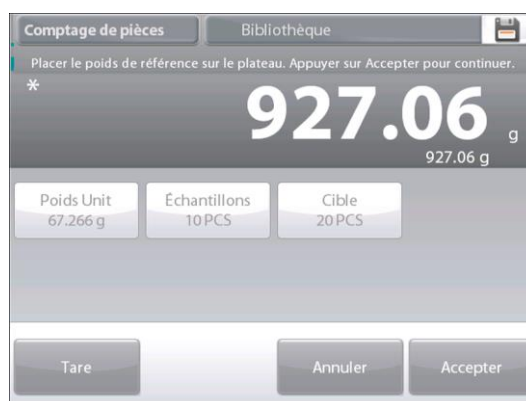 Comptage de pièces Bibliothèque
Placer le poids de référence sur le plateau. Appuyer sur Accepter pour continuer.
*
927.06 g
927.06 g
Poids Unit Échantillons Cible
67.266 g 10 PCS 20 PCS
Tare Annuler Accepter